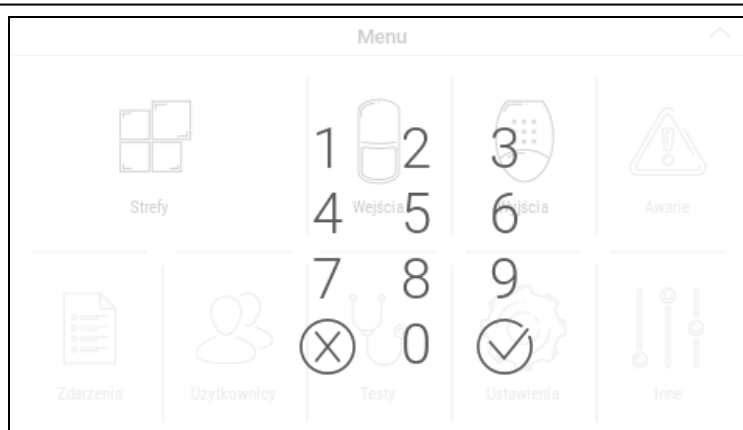 Menu
1 2 3
Strefy Wejścia Wyjścia Awarie
4 5 6
7 8 9
0
Zdarzenia Użytkownicy Testy Ustawienia Inne